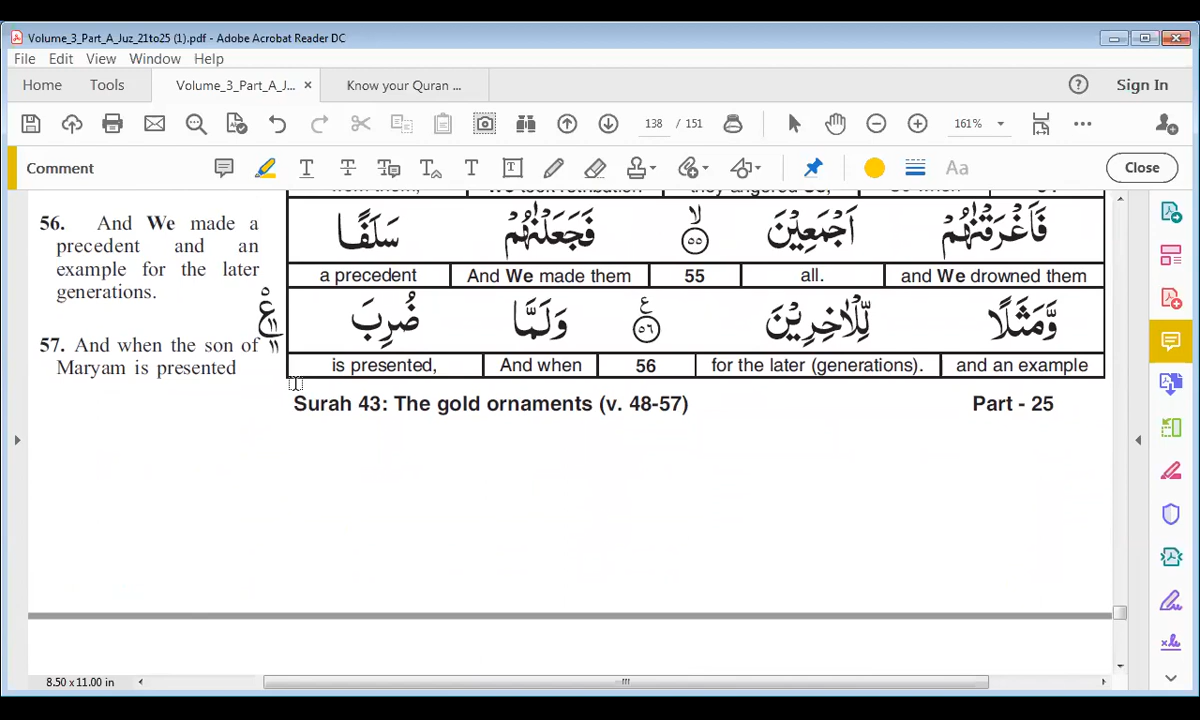 Volume_3_Part_A_Juz_21to25 (1).pdf - Adobe Acrobat Reader DC
File Edit View Window Help
Home Tools Volume_3_Part_A_J... × Know your Quran ... Sign In
138 / 151 161%
Comment Close
56. And We made a
precedent and an
example for the later
generations.
57. And when the son of
Maryam is presented
فَاَغْرَقْنٰهُمْ اَجْمَعِيْنَ ۙ ٥٥ فَجَعَلْنٰهُمْ سَلَفًا
and We drowned them all. 55 And We made them a precedent
وَّمَثَلًا لِّلْاٰخِرِيْنَ ع ٥٦ وَلَمَّا ضُرِبَ
and an example for the later (generations). 56 And when is presented,
Surah 43: The gold ornaments (v. 48-57) Part - 25
8.50 x 11.00 in